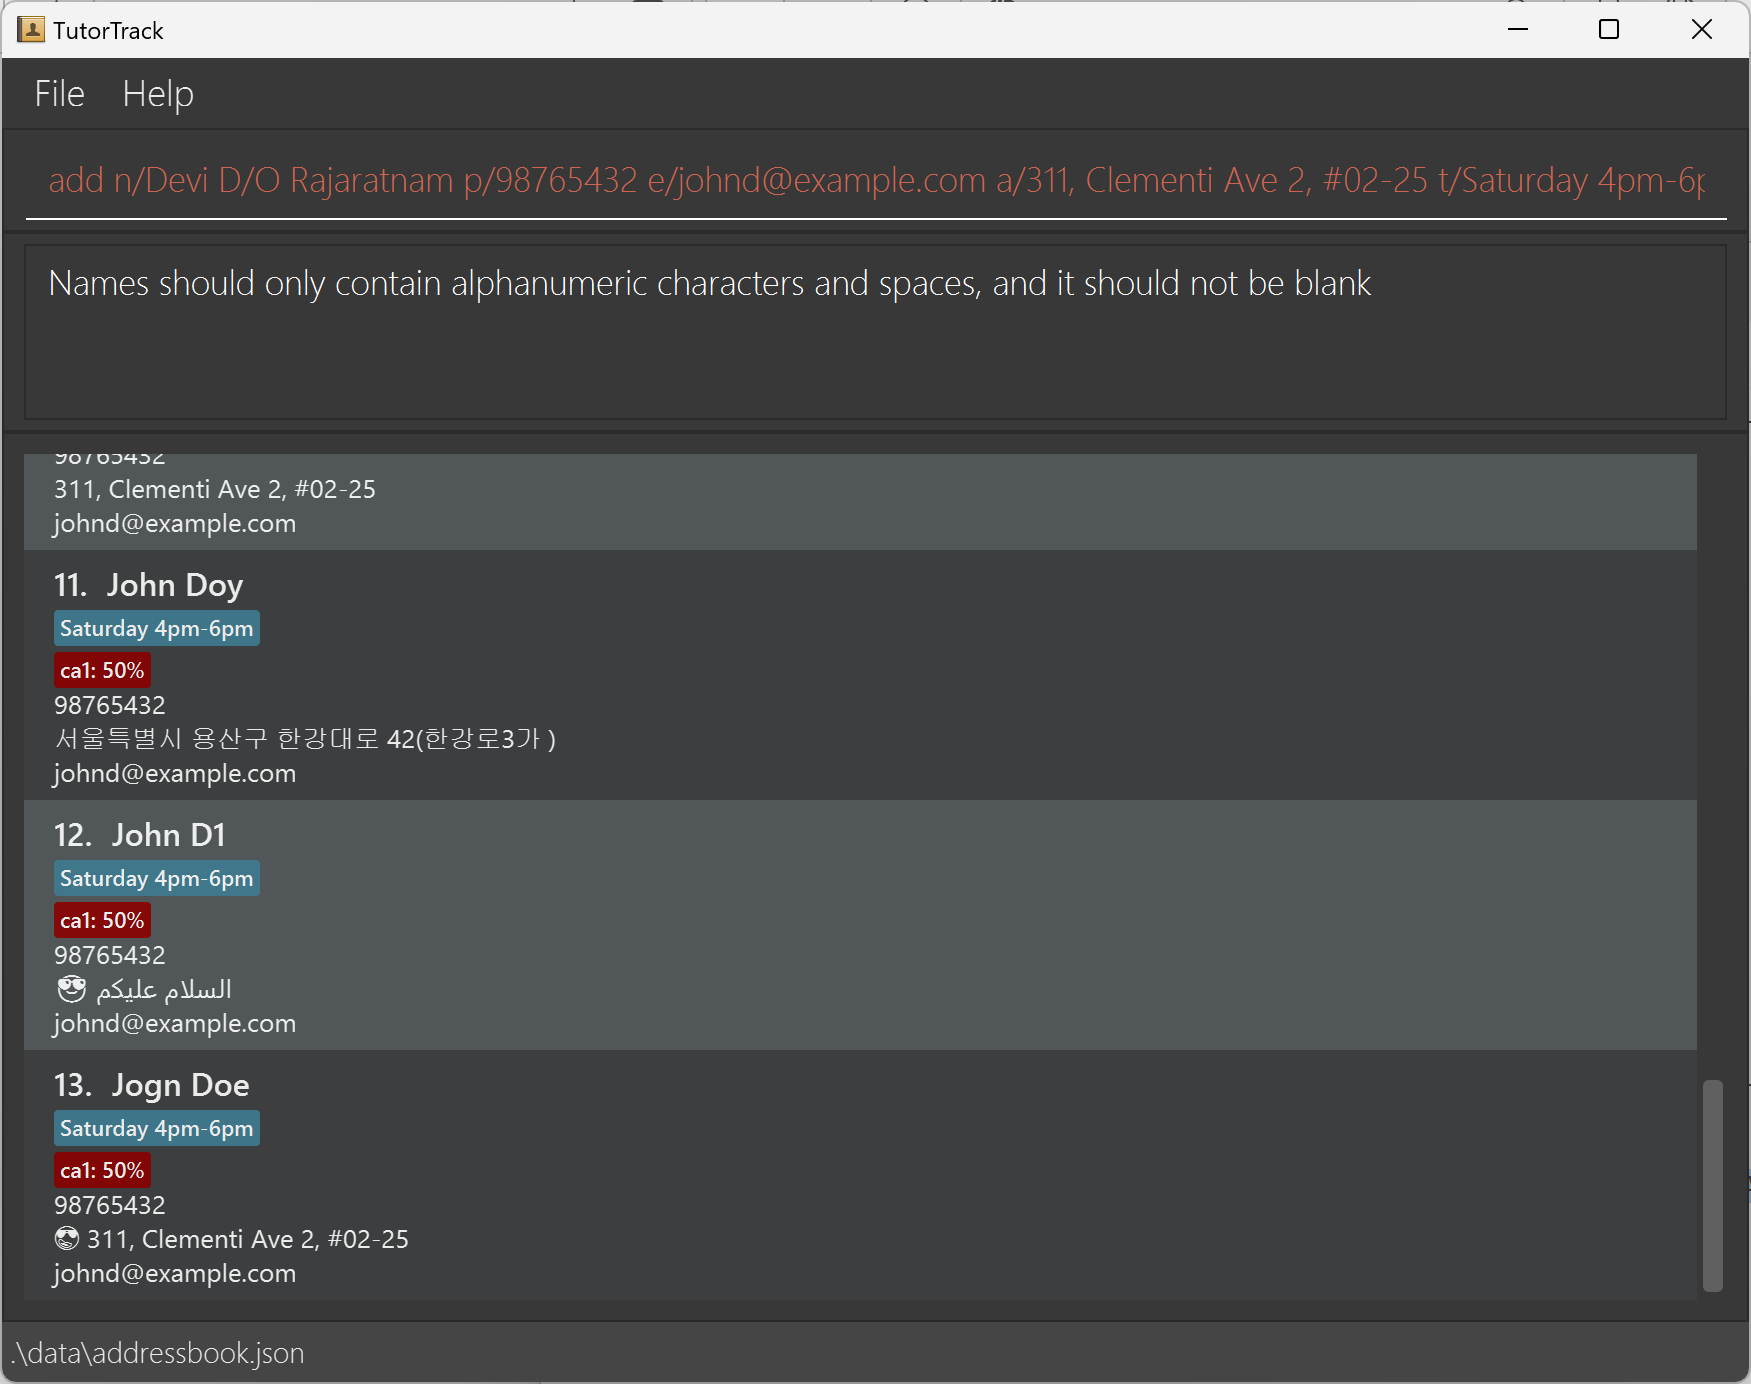 TutorTrack
File Help
add n/Devi D/O Rajaratnam p/98765432 e/johnd@example.com a/311, Clementi Ave 2, #02-25 t/Saturday 4pm-6p
Names should only contain alphanumeric characters and spaces, and it should not be blank
98765432
311, Clementi Ave 2, #02-25
johnd@example.com
11. John Doy
Saturday 4pm-6pm
ca1: 50%
98765432
서울특별시 용산구 한강대로 42(한강로3가 )
johnd@example.com
12. John D1
Saturday 4pm-6pm
ca1: 50%
98765432
😎 السلام عليكم
johnd@example.com
13. Jogn Doe
Saturday 4pm-6pm
ca1: 50%
98765432
😎 311, Clementi Ave 2, #02-25
johnd@example.com
.\data\addressbook.json